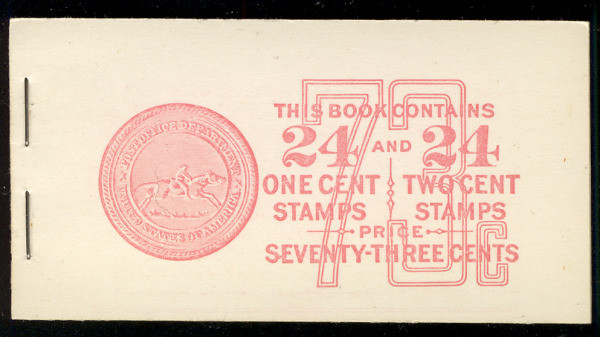 POST OFFICE DEPARTMENT
UNITED STATES OF AMERICA
73c
THIS BOOK CONTAINS
24 AND 24
ONE CENT TWO CENT
STAMPS STAMPS
PRICE
SEVENTY-THREE CENTS